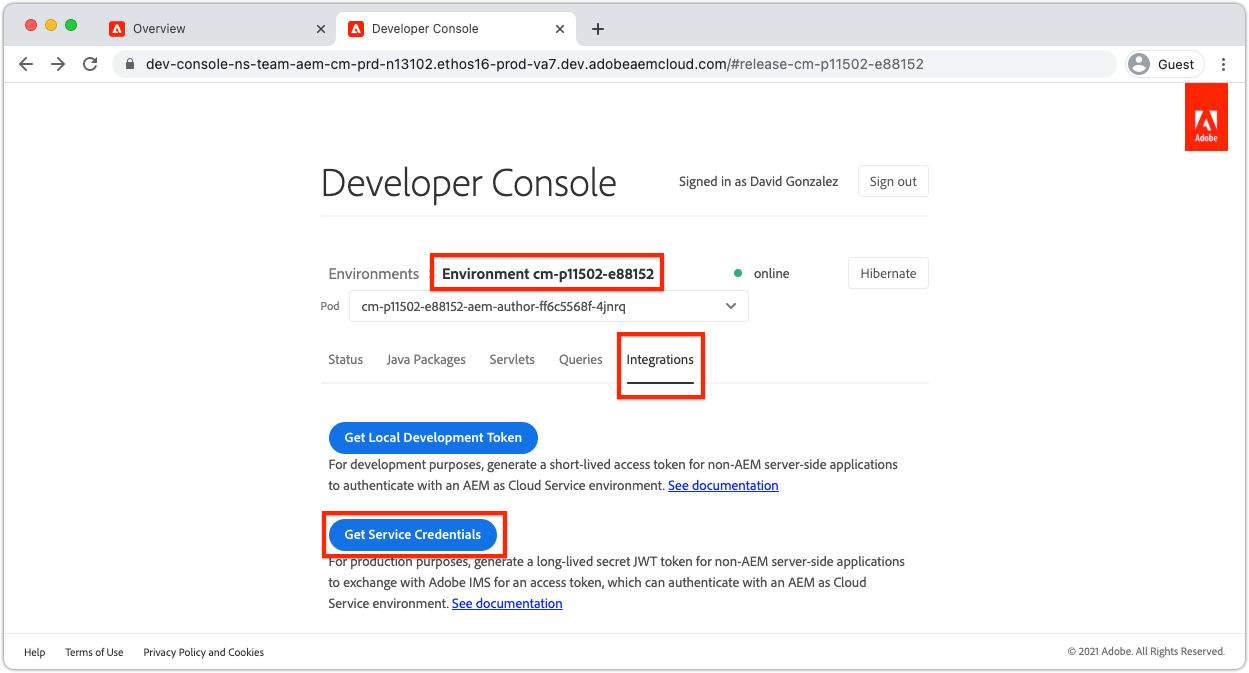 Overview
Developer Console
dev-console-ns-team-aem-cm-prd-n13102.ethos16-prod-va7.dev.adobeaemcloud.com/#release-cm-p11502-e88152
Guest
Adobe
Developer Console
Signed in as David Gonzalez
Sign out
Environments
Environment cm-p11502-e88152
online
Hibernate
Pod
cm-p11502-e88152-aem-author-ff6c5568f-4jnrq
Status
Java Packages
Servlets
Queries
Integrations
Get Local Development Token
For development purposes, generate a short-lived access token for non-AEM server-side applications
to authenticate with an AEM as Cloud Service environment. See documentation
Get Service Credentials
For production purposes, generate a long-lived secret JWT token for non-AEM server-side applications
to exchange with Adobe IMS for an access token, which can authenticate with an AEM as Cloud
Service environment. See documentation
Help
Terms of Use
Privacy Policy and Cookies
© 2021 Adobe. All Rights Reserved.